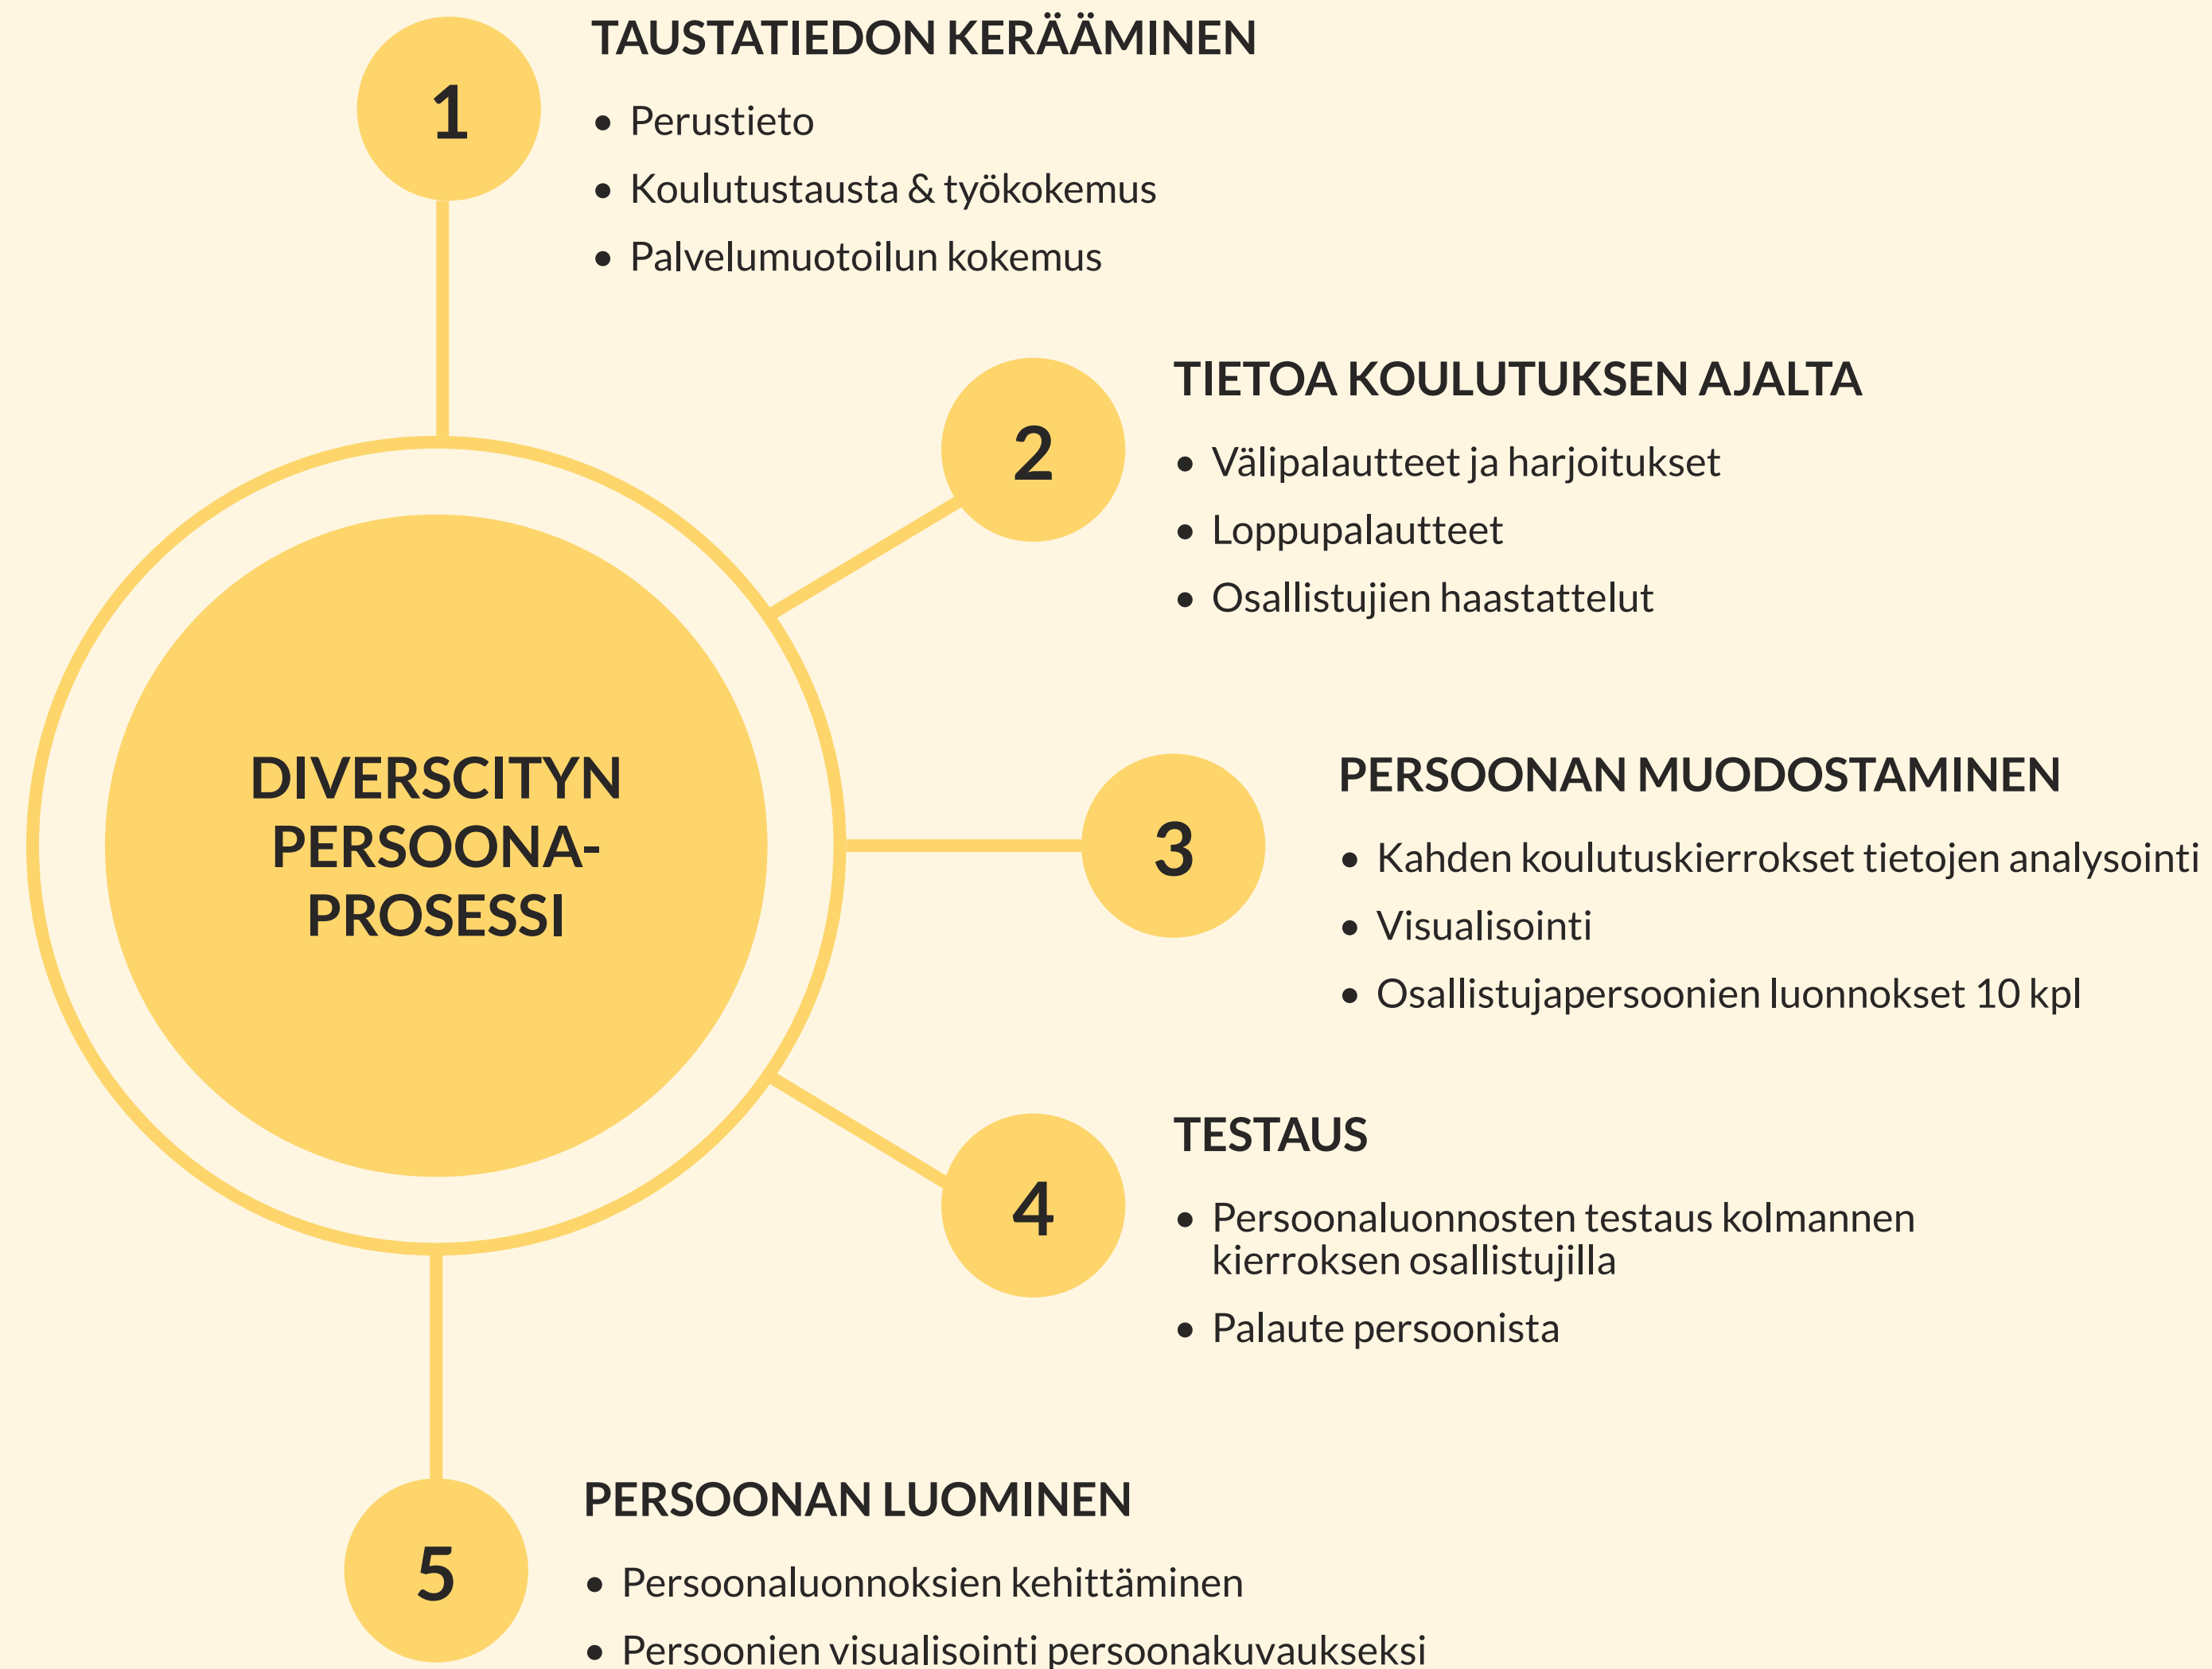 1
TAUSTATIEDON KERÄÄMINEN
• Perustieto
• Koulutustausta & työkokemus
• Palvelumuotoilun kokemus
2
TIETOA KOULUTUKSEN AJALTA
• Välipalautteet ja harjoitukset
• Loppupalautteet
• Osallistujien haastattelut
DIVERSCITYN
PERSOONA-
PROSESSI
3
PERSOONAN MUODOSTAMINEN
• Kahden koulutuskierrokset tietojen analysointi
• Visualisointi
• Osallistujapersoonien luonnokset 10 kpl
4
TESTAUS
• Persoonaluonnosten testaus kolmannen
kierroksen osallistujilla
• Palaute persoonista
5
PERSOONAN LUOMINEN
• Persoonaluonnoksien kehittäminen
• Persoonien visualisointi persoonakuvaukseksi